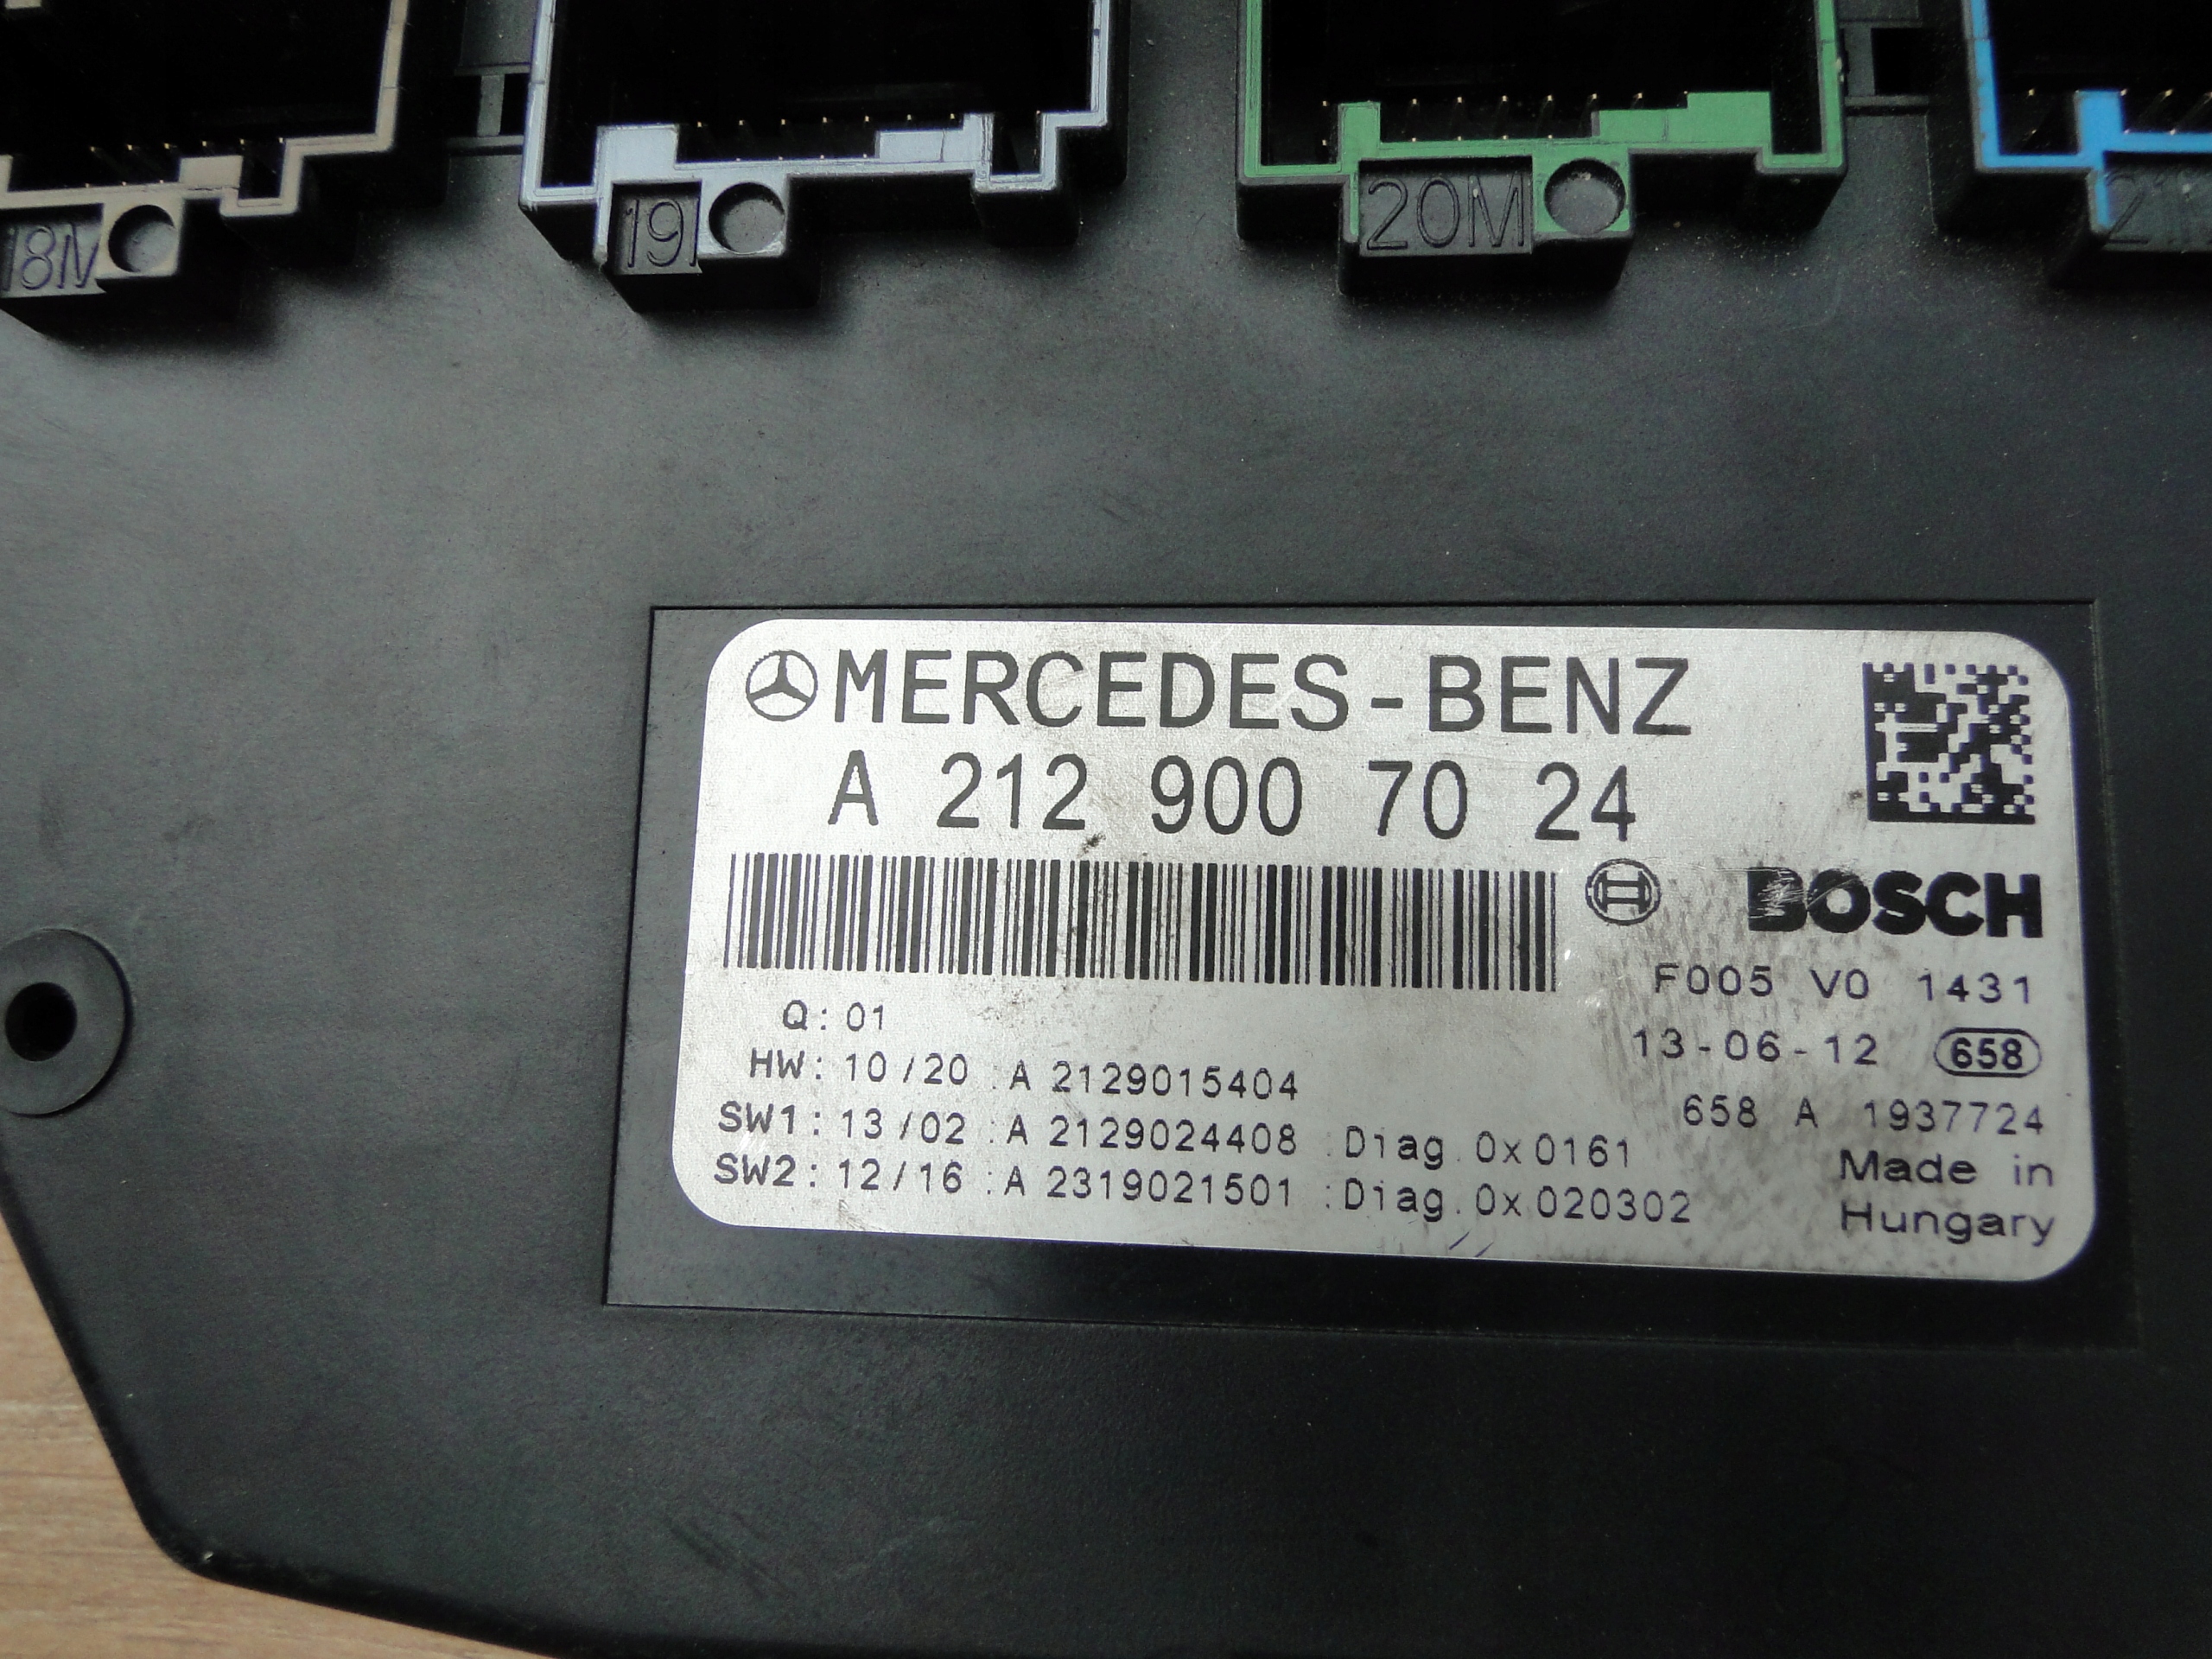 18M
19I
20M
21M
MERCEDES-BENZ
A 212 900 70 24
BOSCH
F005 V0 1431
13-06-12 658
658 A 1937724
Made in
Hungary
Q: 01
HW: 10/20 :A 2129015404
SW1: 13/02 :A 2129024408 :Diag.0x0161
SW2: 12/16 :A 2319021501 :Diag.0x020302